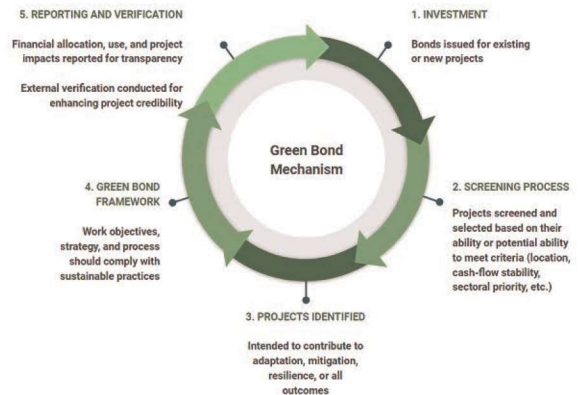 Green Bond
Mechanism
1. INVESTMENT
Bonds issued for existing
or new projects
2. SCREENING PROCESS
Projects screened and
selected based on their
ability or potential ability
to meet criteria (location,
cash-flow stability,
sectoral priority, etc.)
3. PROJECTS IDENTIFIED
Intended to contribute to
adaptation, mitigation,
resilience, or all
outcomes
4. GREEN BOND
FRAMEWORK
Work objectives,
strategy, and process
should comply with
sustainable practices
5. REPORTING AND VERIFICATION
Financial allocation, use, and project
impacts reported for transparency
External verification conducted for
enhancing project credibility